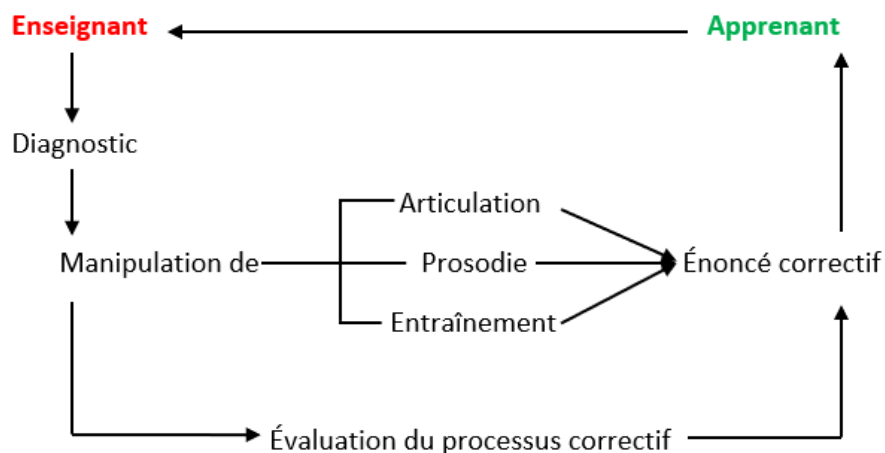 Enseignant
Apprenant
Diagnostic
Articulation
Manipulation de
Prosodie
Énoncé correctif
Entraînement
Évaluation du processus correctif